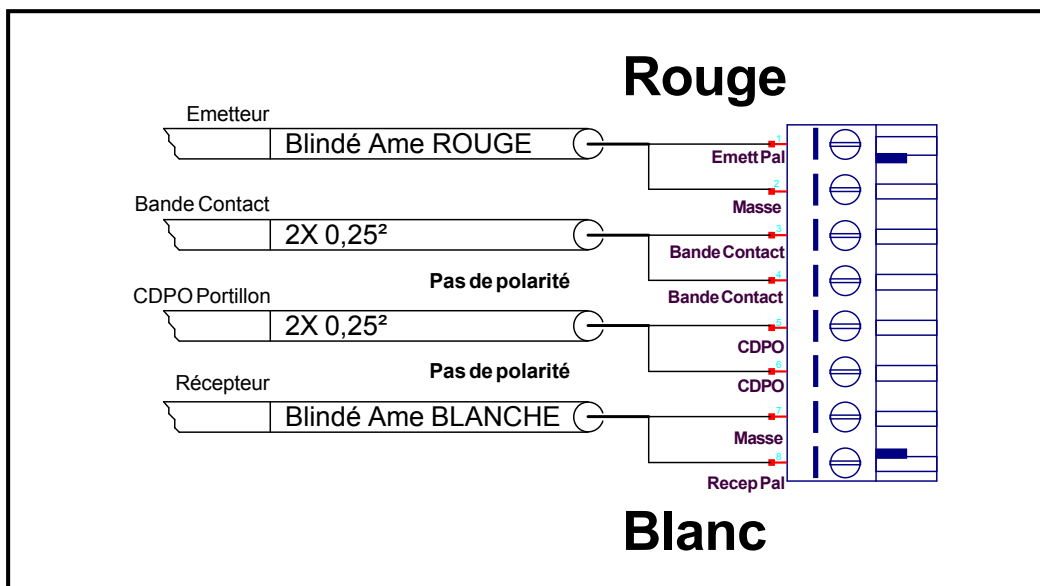 Rouge
Emetteur
Blindé Ame ROUGE
1
Emett Pal
2
Masse
Bande Contact
2X 0,25²
3
Bande Contact
Pas de polarité
4
Bande Contact
CDPO Portillon
2X 0,25²
5
CDPO
Pas de polarité
6
CDPO
Récepteur
Blindé Ame BLANCHE
7
Masse
8
Recep Pal
Blanc